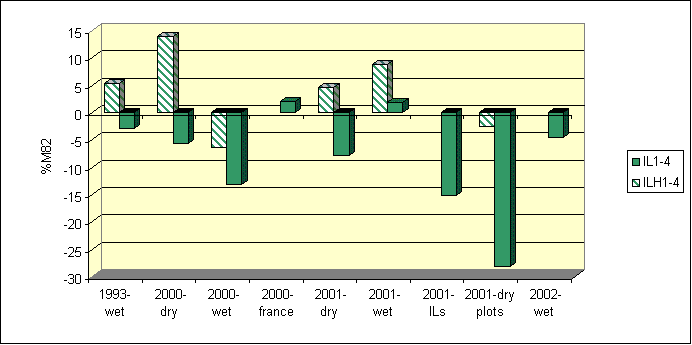 15
10
5
0
-5
-10
-15
-20
-25
-30
%M82
1993-
wet
2000-
dry
2000-
wet
2000-
france
2001-
dry
2001-
wet
2001-
ILs
2001-dry
plots
2002-
wet
IL1-4
ILH1-4